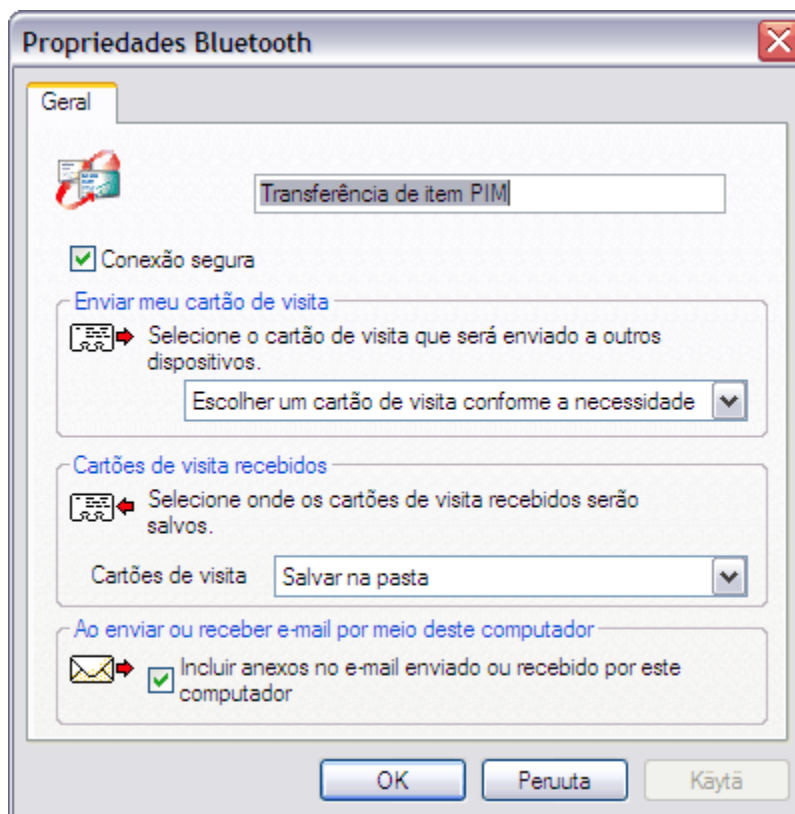 Propriedades Bluetooth
Geral
Transferência de item PIM
Conexão segura
Enviar meu cartão de visita
Selecione o cartão de visita que será enviado a outros
dispositivos.
Escolher um cartão de visita conforme a necessidade
Cartões de visita recebidos
Selecione onde os cartões de visita recebidos serão
salvos.
Cartões de visita Salvar na pasta
Ao enviar ou receber e-mail por meio deste computador
Incluir anexos no e-mail enviado ou recebido por este
computador
OK Peruuta Käytä